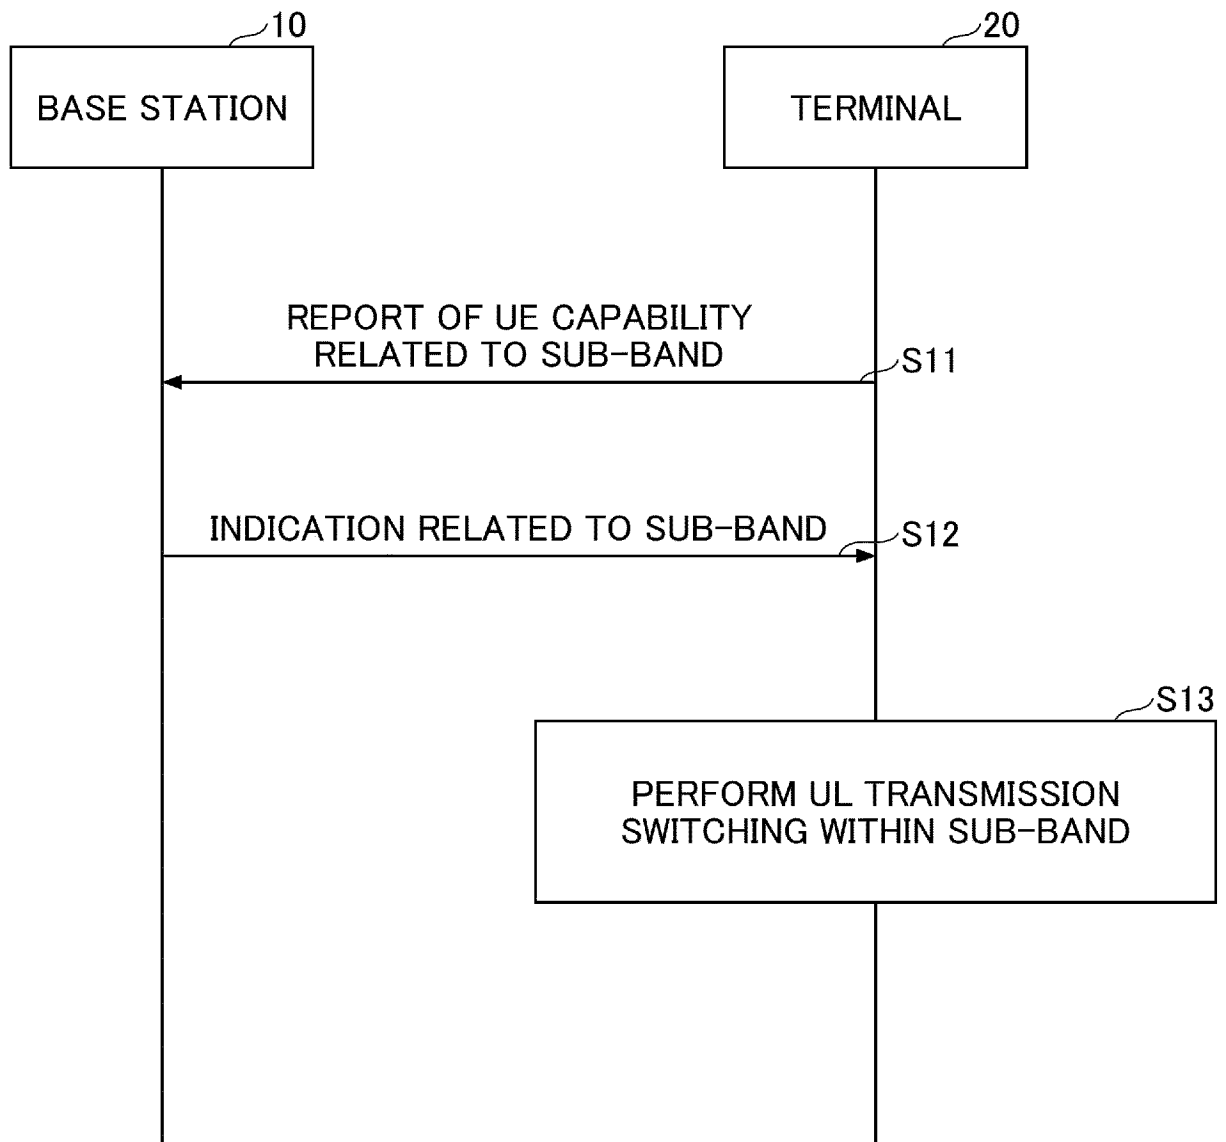 10
20
BASE STATION
TERMINAL
REPORT OF UE CAPABILITY
RELATED TO SUB-BAND
S11
INDICATION RELATED TO SUB-BAND
S12
S13
PERFORM UL TRANSMISSION
SWITCHING WITHIN SUB-BAND